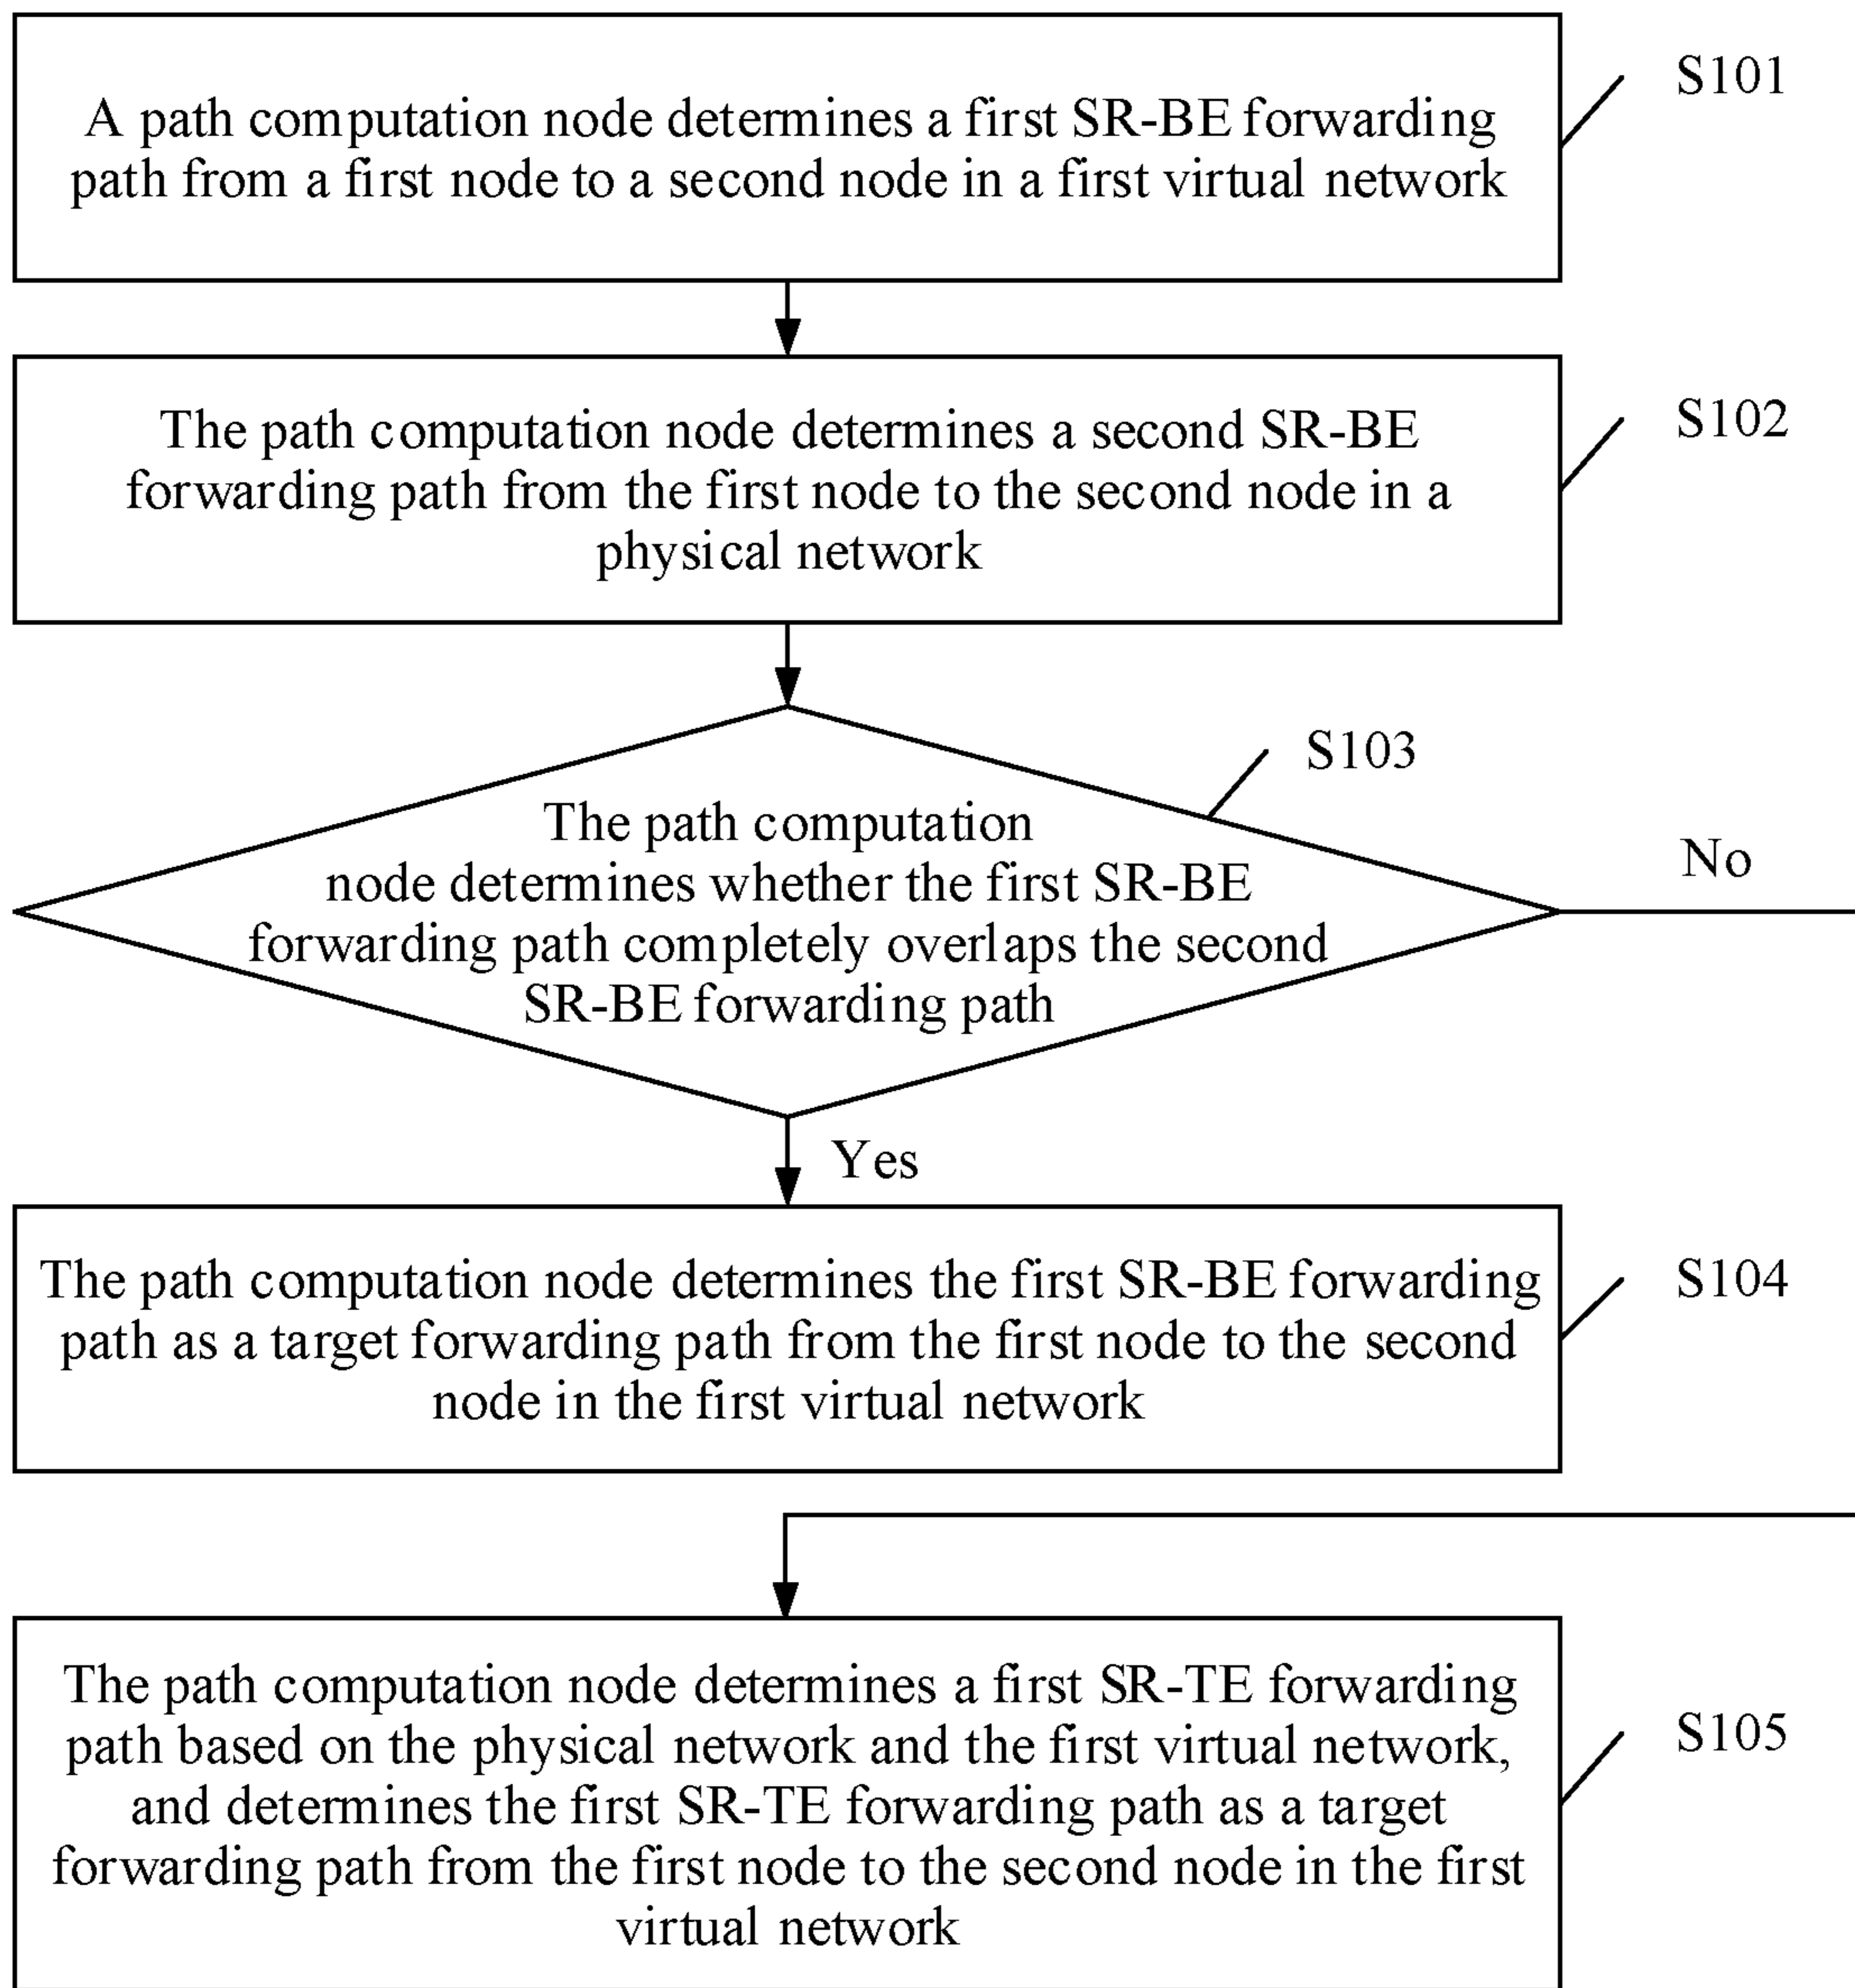 A path computation node determines a first SR-BE forwarding
path from a first node to a second node in a first virtual network
S101
The path computation node determines a second SR-BE
forwarding path from the first node to the second node in a
physical network
S102
S103
The path computation
node determines whether the first SR-BE
forwarding path completely overlaps the second
SR-BE forwarding path
No
Yes
The path computation node determines the first SR-BE forwarding
path as a target forwarding path from the first node to the second
node in the first virtual network
S104
The path computation node determines a first SR-TE forwarding
path based on the physical network and the first virtual network,
and determines the first SR-TE forwarding path as a target
forwarding path from the first node to the second node in the first
virtual network
S105